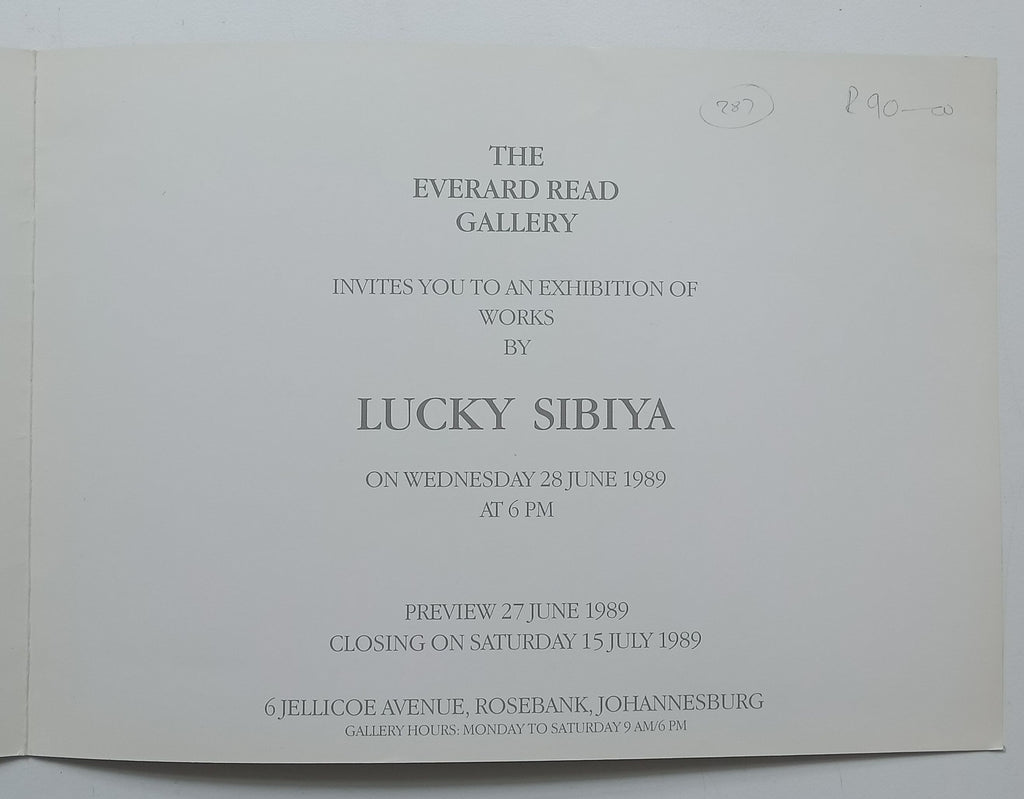 287
R90—00
THE
EVERARD READ
GALLERY
INVITES YOU TO AN EXHIBITION OF
WORKS
BY
LUCKY SIBIYA
ON WEDNESDAY 28 JUNE 1989
AT 6 PM
PREVIEW 27 JUNE 1989
CLOSING ON SATURDAY 15 JULY 1989
6 JELLICOE AVENUE, ROSEBANK, JOHANNESBURG
GALLERY HOURS: MONDAY TO SATURDAY 9 AM/6 PM